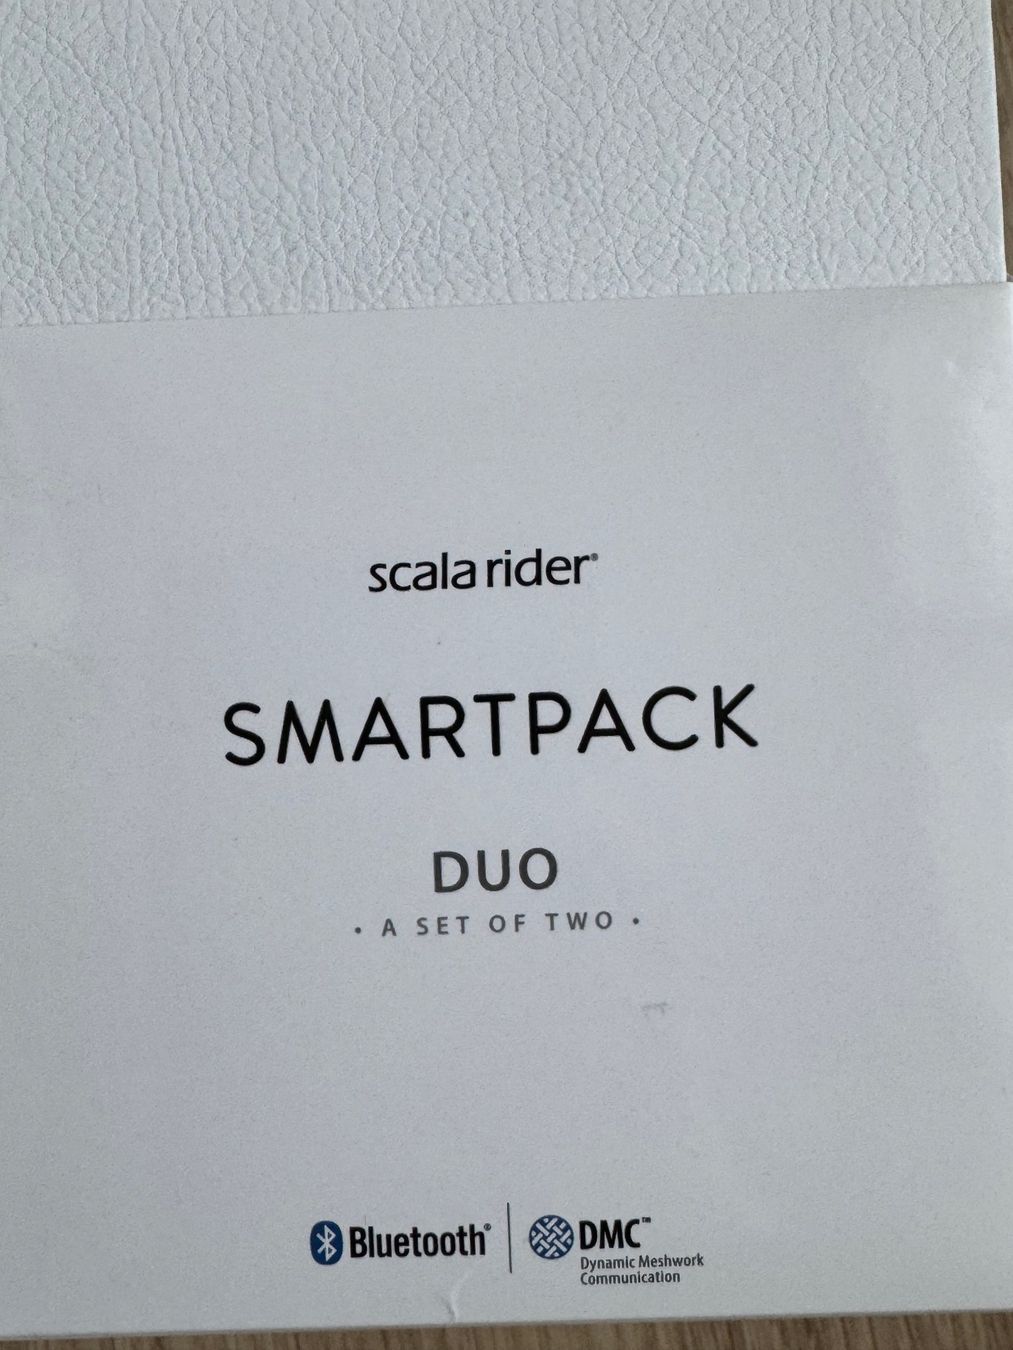 scala rider®
SMARTPACK
DUO
• A SET OF TWO •
Bluetooth® DMC™
Dynamic Meshwork
Communication